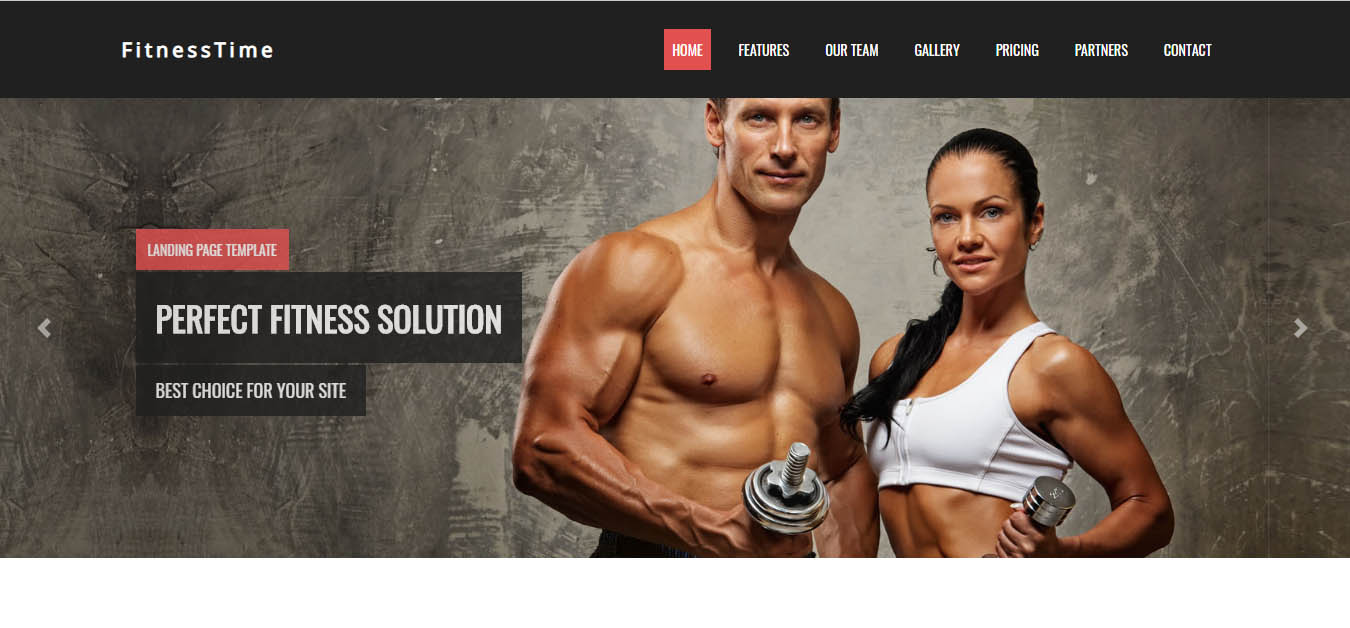 FitnessTime
HOME FEATURES OUR TEAM GALLERY PRICING PARTNERS CONTACT
LANDING PAGE TEMPLATE
PERFECT FITNESS SOLUTION
BEST CHOICE FOR YOUR SITE